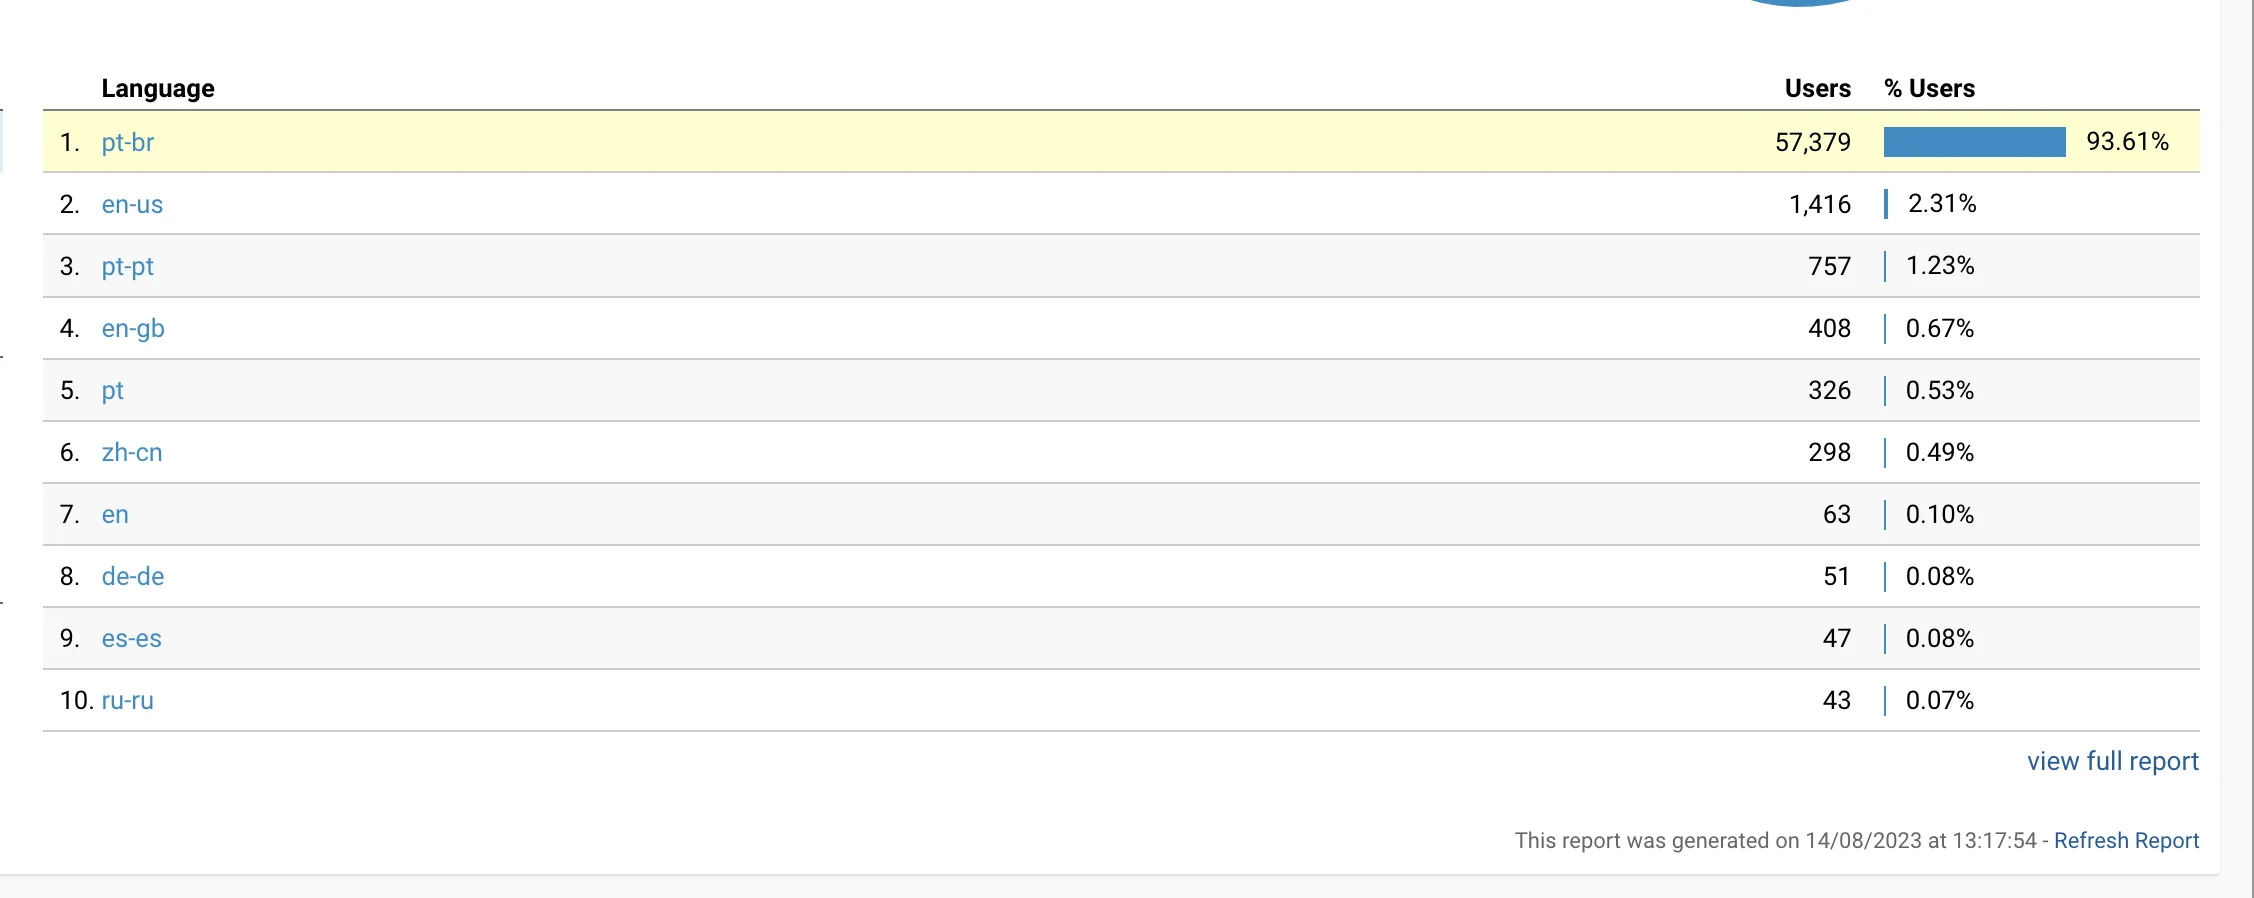 Language Users % Users
1. pt-br 57,379 93.61%
2. en-us 1,416 2.31%
3. pt-pt 757 1.23%
4. en-gb 408 0.67%
5. pt 326 0.53%
6. zh-cn 298 0.49%
7. en 63 0.10%
8. de-de 51 0.08%
9. es-es 47 0.08%
10. ru-ru 43 0.07%
view full report
This report was generated on 14/08/2023 at 13:17:54 - Refresh Report